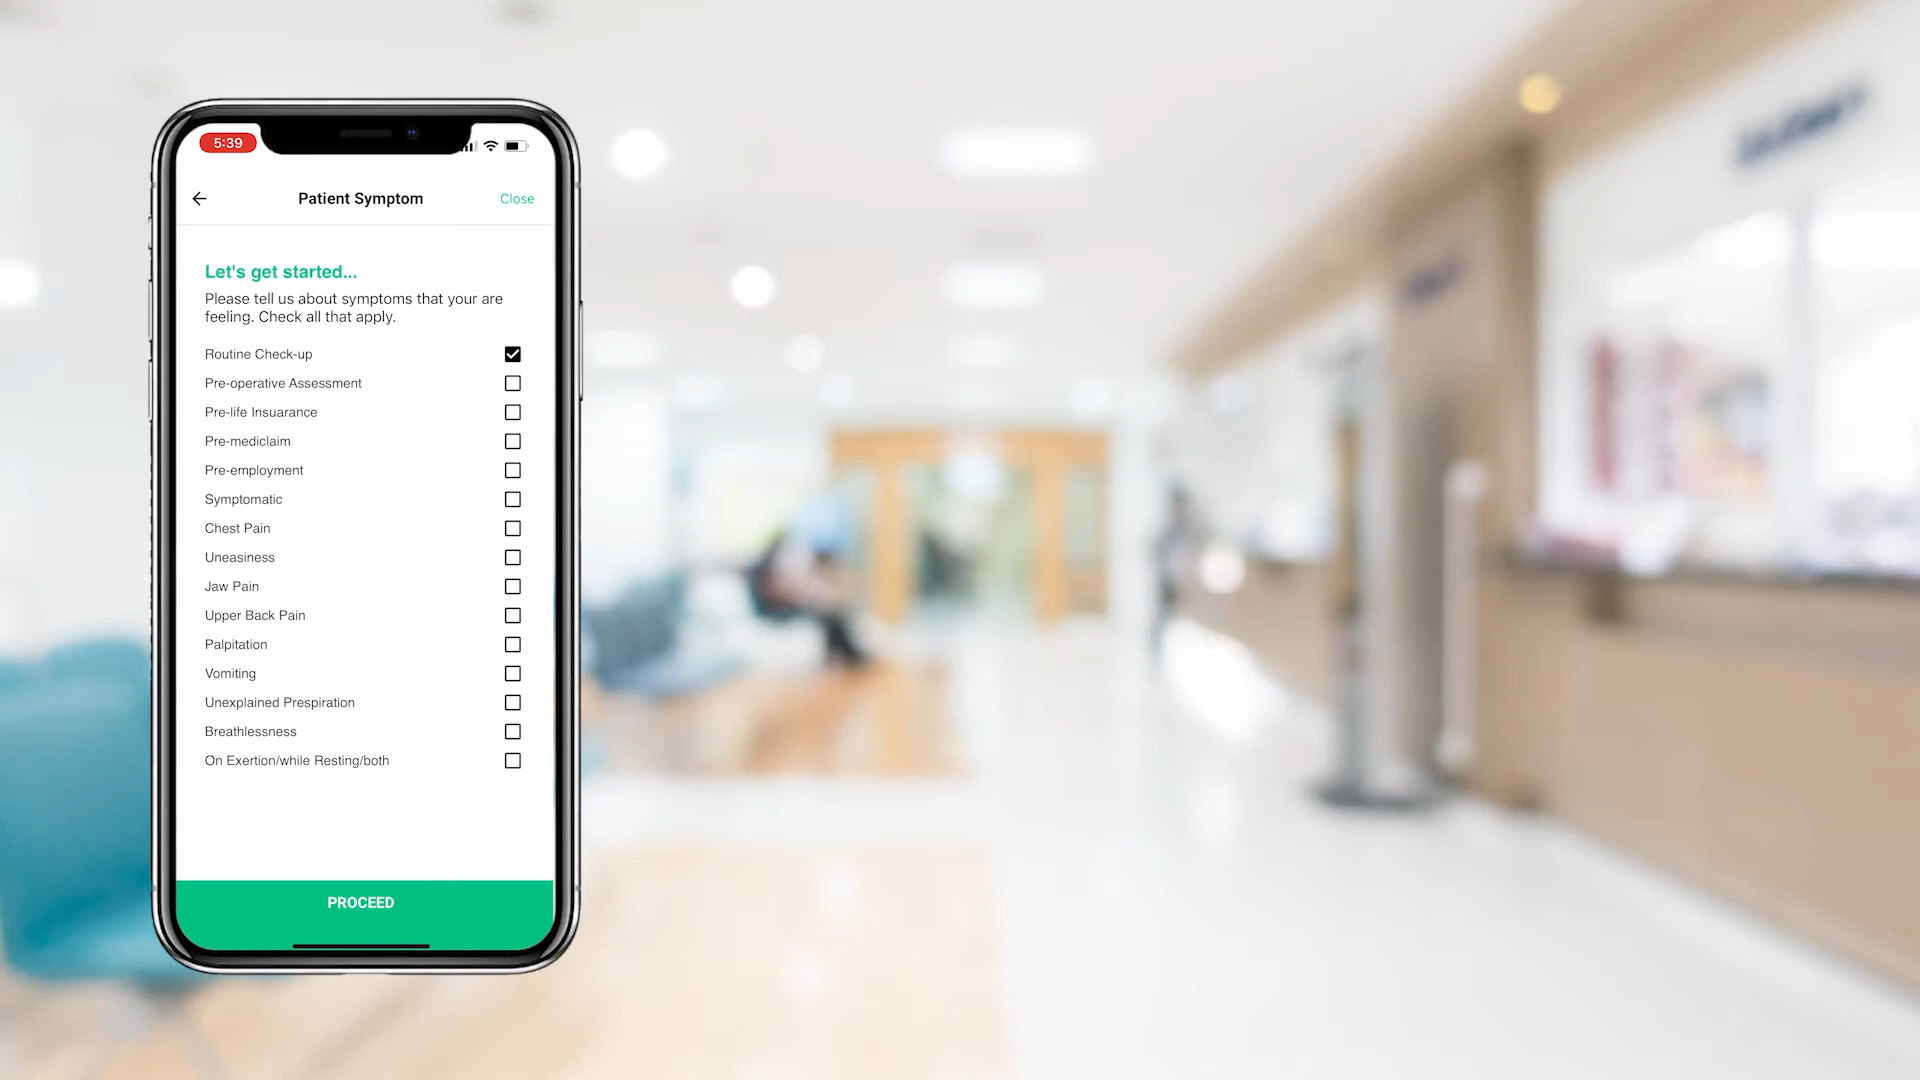 5:39
Patient Symptom
Close
Let's get started...
Please tell us about symptoms that your are
feeling. Check all that apply.
Routine Check-up
Pre-operative Assessment
Pre-life Insuarance
Pre-mediclaim
Pre-employment
Symptomatic
Chest Pain
Uneasiness
Jaw Pain
Upper Back Pain
Palpitation
Vomiting
Unexplained Prespiration
Breathlessness
On Exertion/while Resting/both
PROCEED